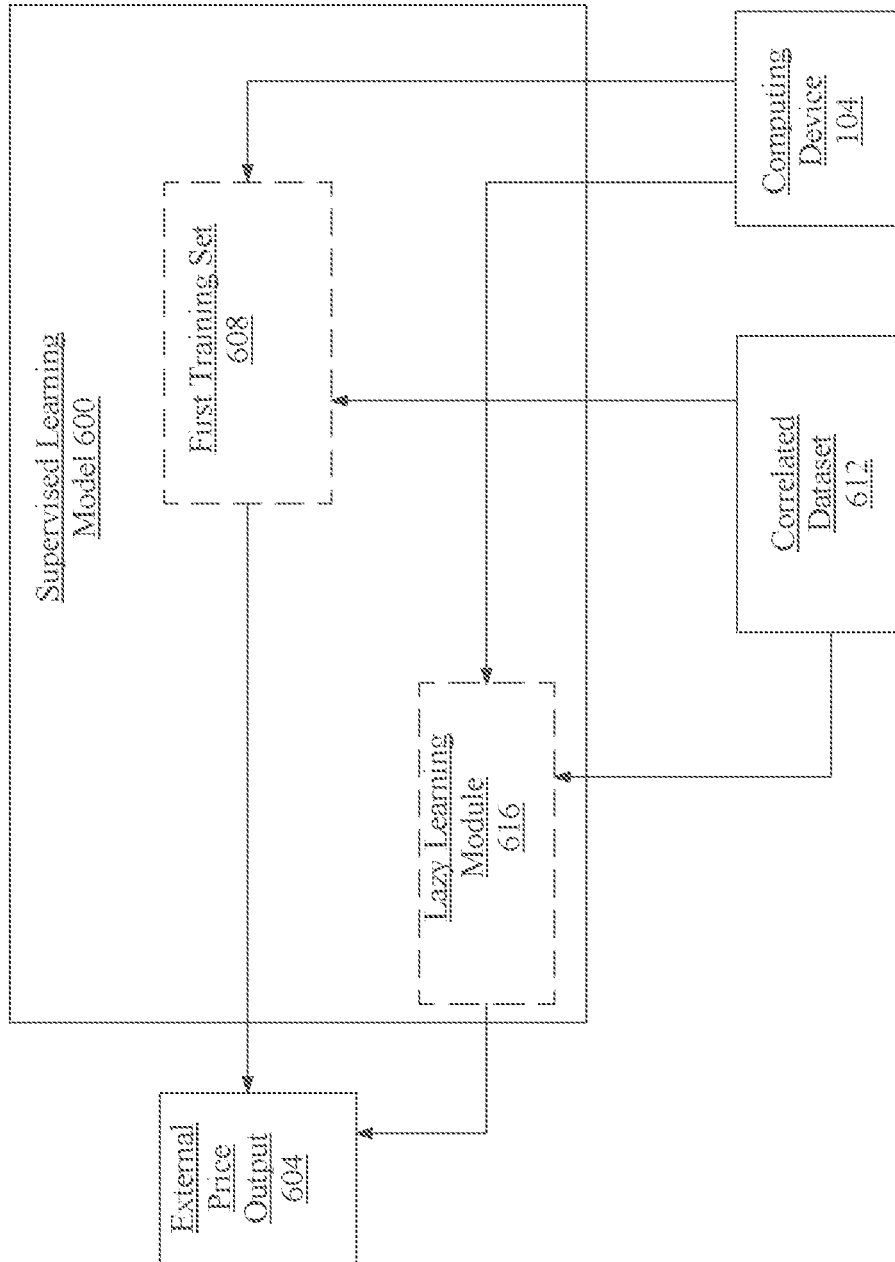 Supervised Learning
Model 600
First Training Set
608
Lazy Learning
Module
616
External
Price
Output
604
Computing
Device
104
Correlated
Dataset
612